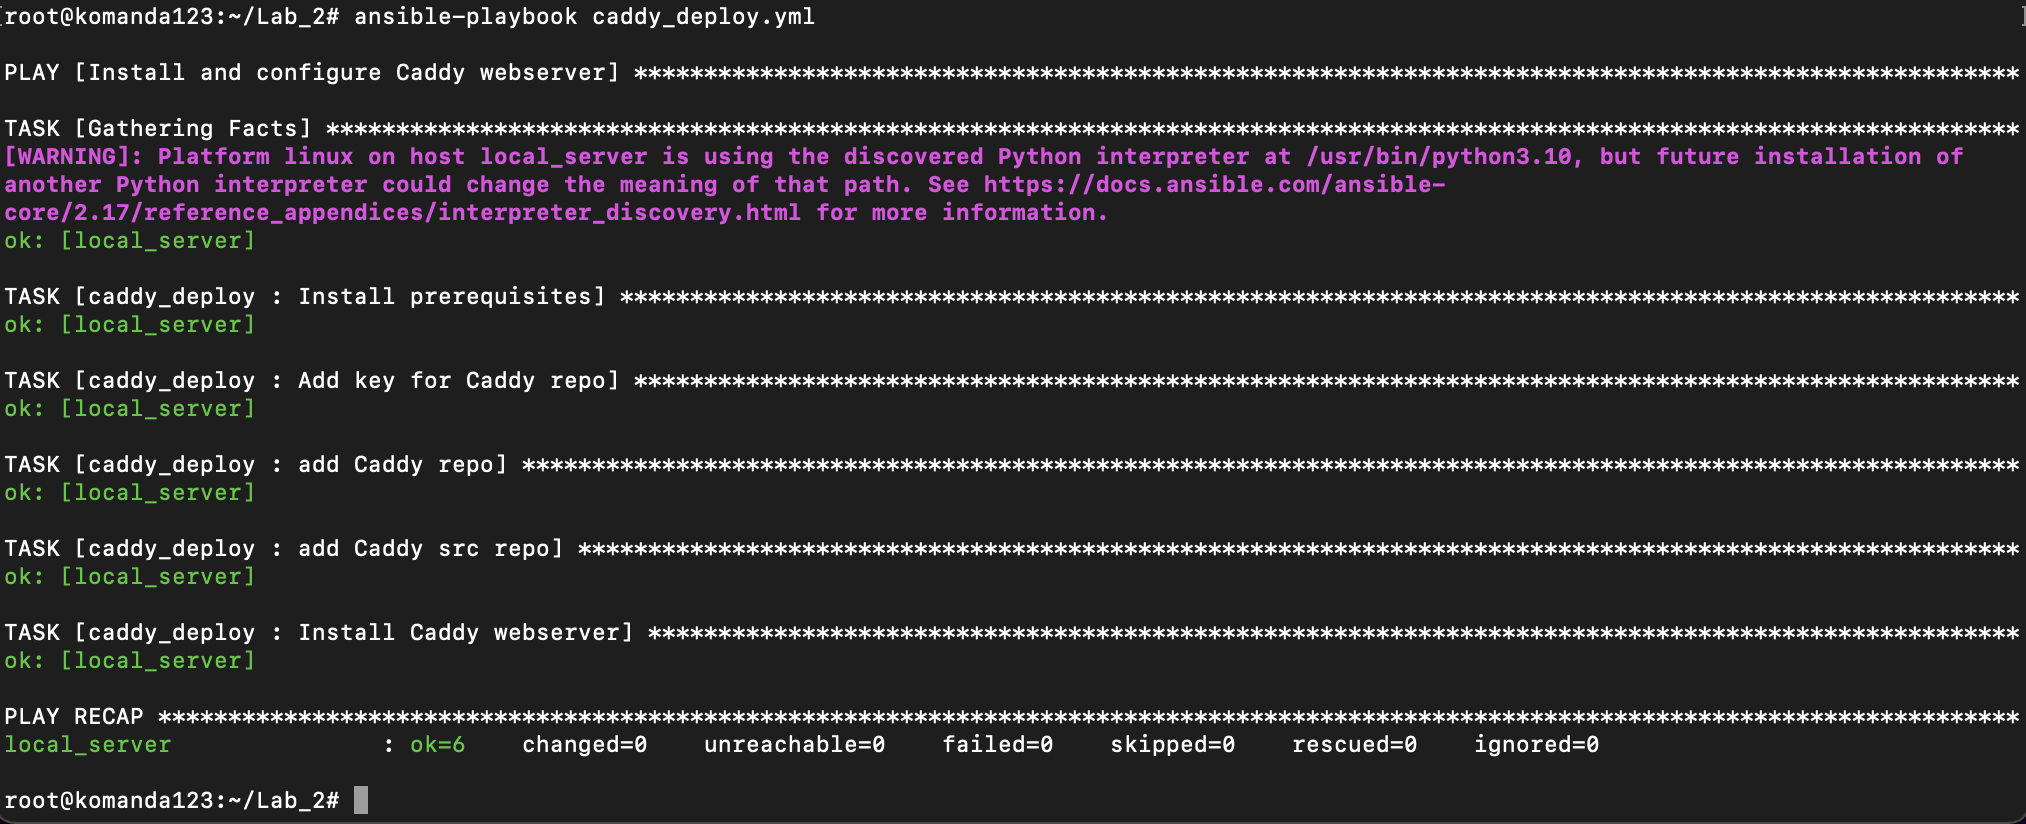 [root@komanda123:~/Lab_2# ansible-playbook caddy_deploy.yml ]
PLAY [Install and configure Caddy webserver] ***************************************************************************************************
TASK [Gathering Facts] *************************************************************************************************************************
[WARNING]: Platform linux on host local_server is using the discovered Python interpreter at /usr/bin/python3.10, but future installation of
another Python interpreter could change the meaning of that path. See https://docs.ansible.com/ansible-
core/2.17/reference_appendices/interpreter_discovery.html for more information.
ok: [local_server]
TASK [caddy_deploy : Install prerequisites] ****************************************************************************************************
ok: [local_server]
TASK [caddy_deploy : Add key for Caddy repo] ***************************************************************************************************
ok: [local_server]
TASK [caddy_deploy : add Caddy repo] ***********************************************************************************************************
ok: [local_server]
TASK [caddy_deploy : add Caddy src repo] *******************************************************************************************************
ok: [local_server]
TASK [caddy_deploy : Install Caddy webserver] **************************************************************************************************
ok: [local_server]
PLAY RECAP *************************************************************************************************************************************
local_server               : ok=6    changed=0    unreachable=0    failed=0    skipped=0    rescued=0    ignored=0
root@komanda123:~/Lab_2#